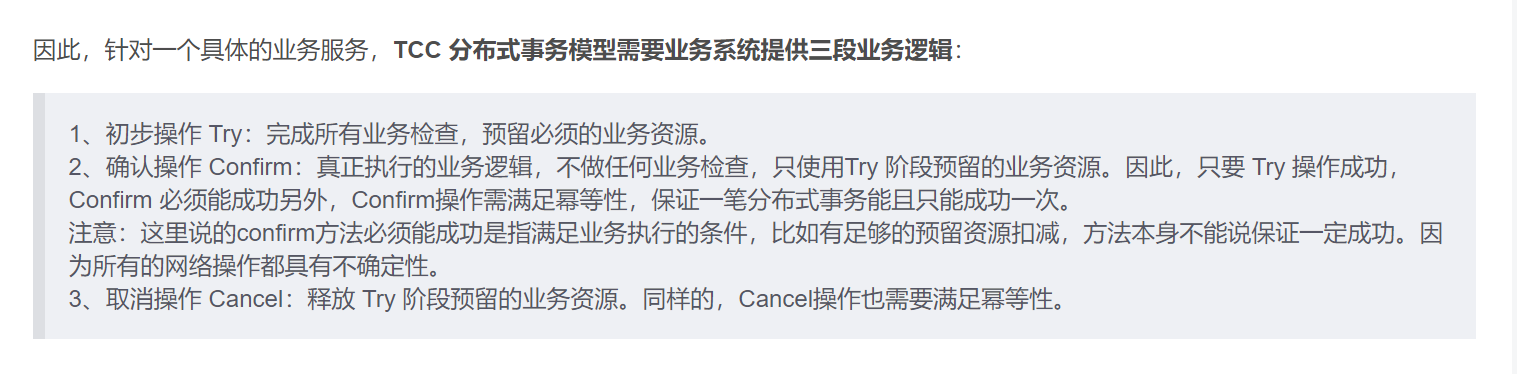 因此，针对一个具体的业务服务，TCC 分布式事务模型需要业务系统提供三段业务逻辑：
1、初步操作 Try：完成所有业务检查，预留必须的业务资源。
2、确认操作 Confirm：真正执行的业务逻辑，不做任何业务检查，只使用Try 阶段预留的业务资源。因此，只要 Try 操作成功，
Confirm 必须能成功另外，Confirm操作需满足幂等性，保证一笔分布式事务能且只能成功一次。
注意：这里说的confirm方法必须能成功是指满足业务执行的条件，比如有足够的预留资源扣减，方法本身不能说保证一定成功。因
为所有的网络操作都具有不确定性。
3、取消操作 Cancel：释放 Try 阶段预留的业务资源。同样的，Cancel操作也需要满足幂等性。